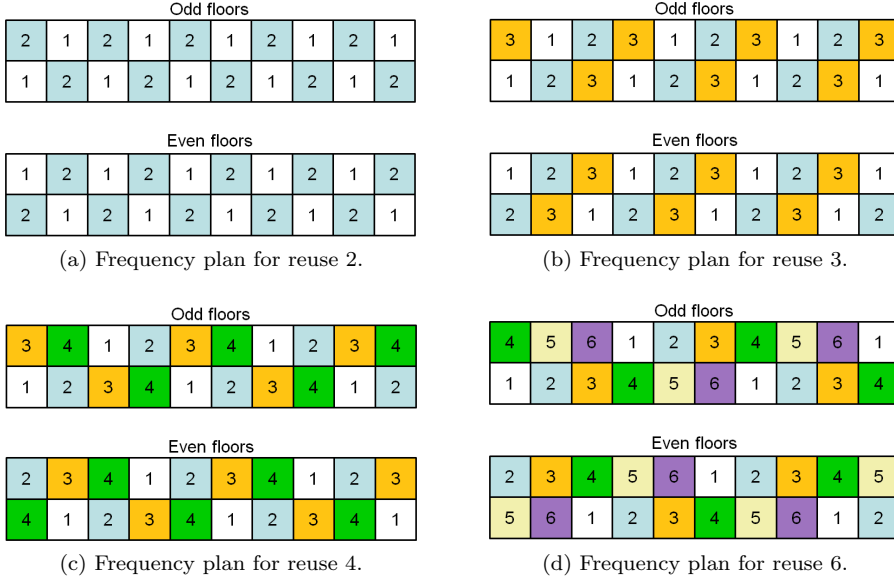 Odd floors
2 1 2 1 2 1 2 1 2 1
1 2 1 2 1 2 1 2 1 2
Even floors
1 2 1 2 1 2 1 2 1 2
2 1 2 1 2 1 2 1 2 1
(a) Frequency plan for reuse 2.
Odd floors
3 1 2 3 1 2 3 1 2 3
1 2 3 1 2 3 1 2 3 1
Even floors
1 2 3 1 2 3 1 2 3 1
2 3 1 2 3 1 2 3 1 2
(b) Frequency plan for reuse 3.
Odd floors
3 4 1 2 3 4 1 2 3 4
1 2 3 4 1 2 3 4 1 2
Even floors
2 3 4 1 2 3 4 1 2 3
4 1 2 3 4 1 2 3 4 1
(c) Frequency plan for reuse 4.
Odd floors
4 5 6 1 2 3 4 5 6 1
1 2 3 4 5 6 1 2 3 4
Even floors
2 3 4 5 6 1 2 3 4 5
5 6 1 2 3 4 5 6 1 2
(d) Frequency plan for reuse 6.